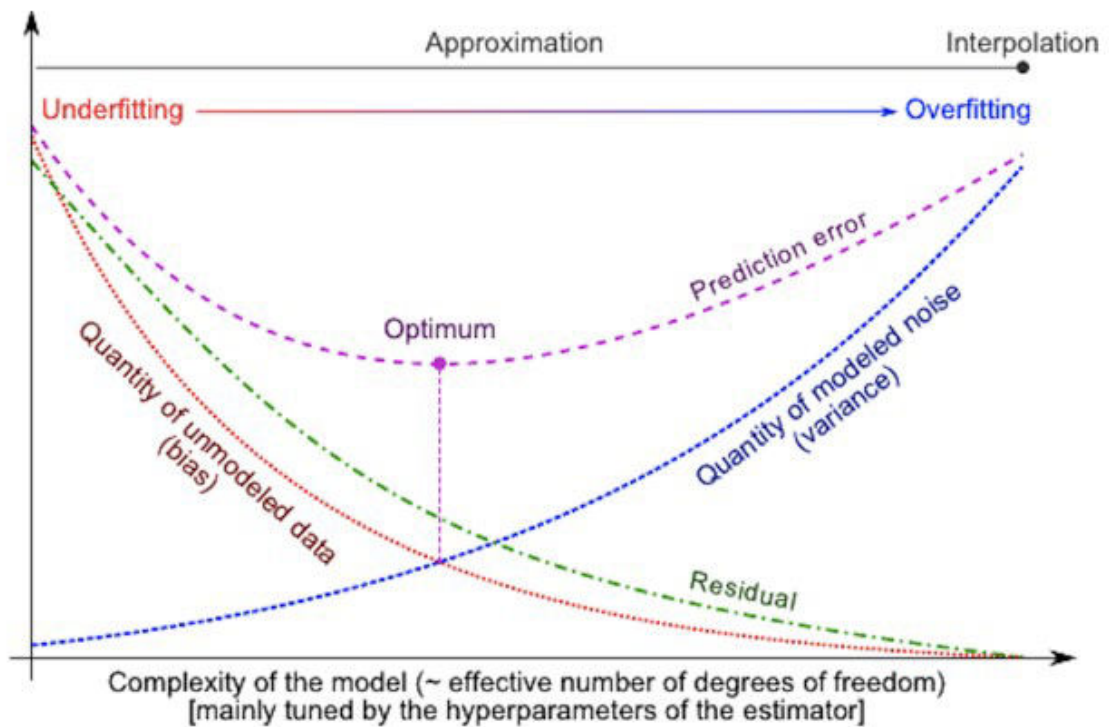 Approximation
Interpolation
Underfitting
Overfitting
Prediction error
Optimum
Quantity of unmodeled data
(bias)
Quantity of modeled noise
(variance)
Residual
Complexity of the model (~ effective number of degrees of freedom)
[mainly tuned by the hyperparameters of the estimator]